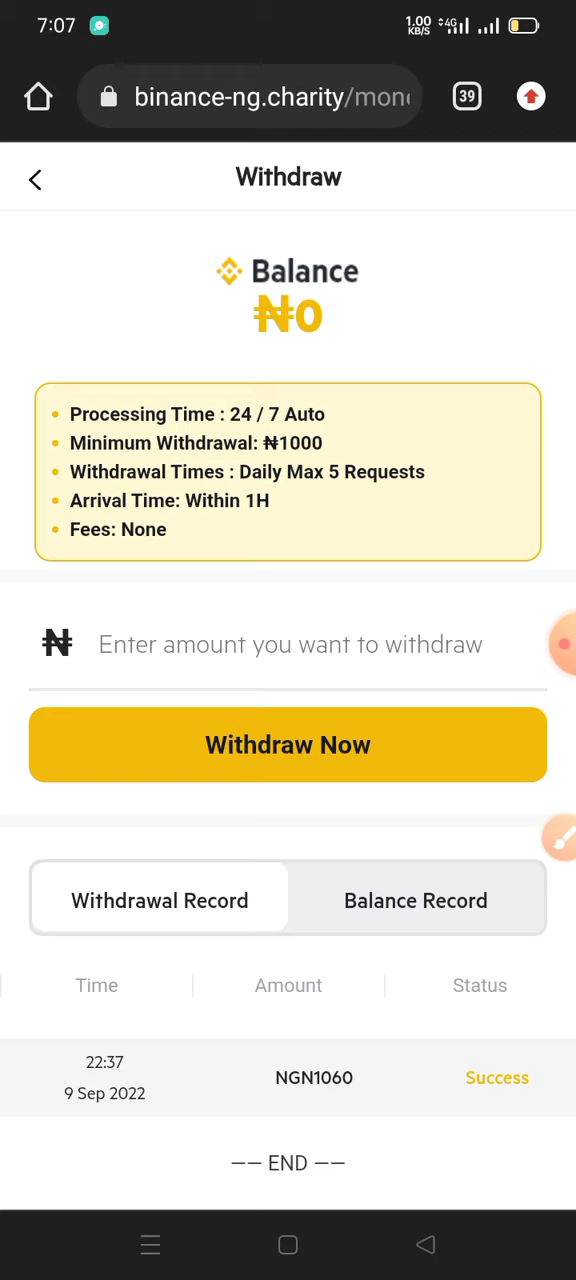 7:07
1.00 KB/S 4G
binance-ng.charity/mon
39
Withdraw
Balance
₦0
• Processing Time : 24 / 7 Auto
• Minimum Withdrawal: ₦1000
• Withdrawal Times : Daily Max 5 Requests
• Arrival Time: Within 1H
• Fees: None
₦ Enter amount you want to withdraw
Withdraw Now
Withdrawal Record Balance Record
Time Amount Status
22:37
9 Sep 2022 NGN1060 Success
—— END ——